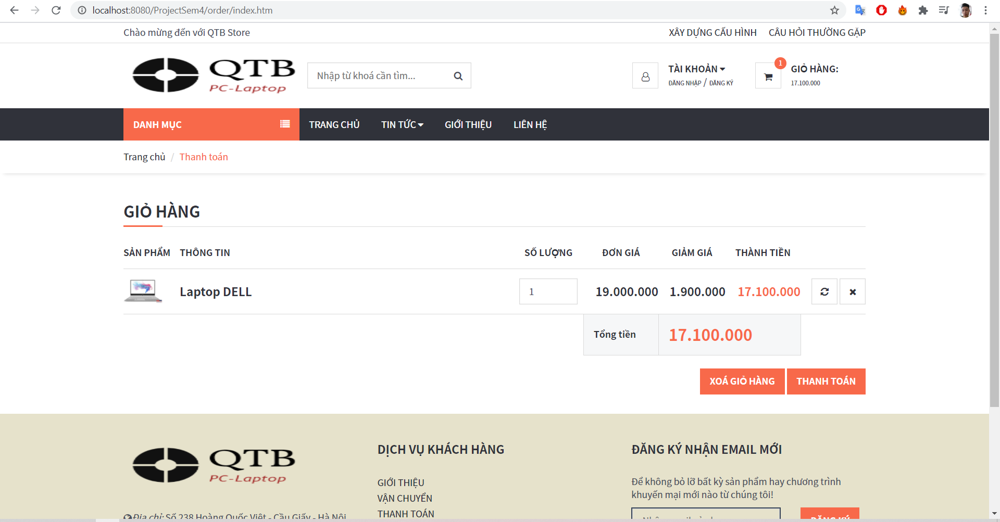 localhost:8080/ProjectSem4/order/index.htm
Chào mừng đến với QTB Store
XÂY DỰNG CẤU HÌNH CÂU HỎI THƯỜNG GẶP
QTB
PC-Laptop
Nhập từ khoá cần tìm...
TÀI KHOẢN
ĐĂNG NHẬP / ĐĂNG KÝ
1
GIỎ HÀNG:
17.100.000
DANH MỤC
TRANG CHỦ TIN TỨC GIỚI THIỆU LIÊN HỆ
Trang chủ / Thanh toán
GIỎ HÀNG
SẢN PHẨM THÔNG TIN SỐ LƯỢNG ĐƠN GIÁ GIẢM GIÁ THÀNH TIỀN
Laptop DELL 1 19.000.000 1.900.000 17.100.000
Tổng tiền 17.100.000
XOÁ GIỎ HÀNG THANH TOÁN
QTB
PC-Laptop
Địa chỉ: Số 238 Hoàng Quốc Việt - Cầu Giấy - Hà Nội
DỊCH VỤ KHÁCH HÀNG
GIỚI THIỆU
VẬN CHUYỂN
THANH TOÁN
ĐĂNG KÝ NHẬN EMAIL MỚI
Để không bỏ lỡ bất kỳ sản phẩm hay chương trình
khuyến mại mới nào từ chúng tôi!
ĐĂNG KÝ